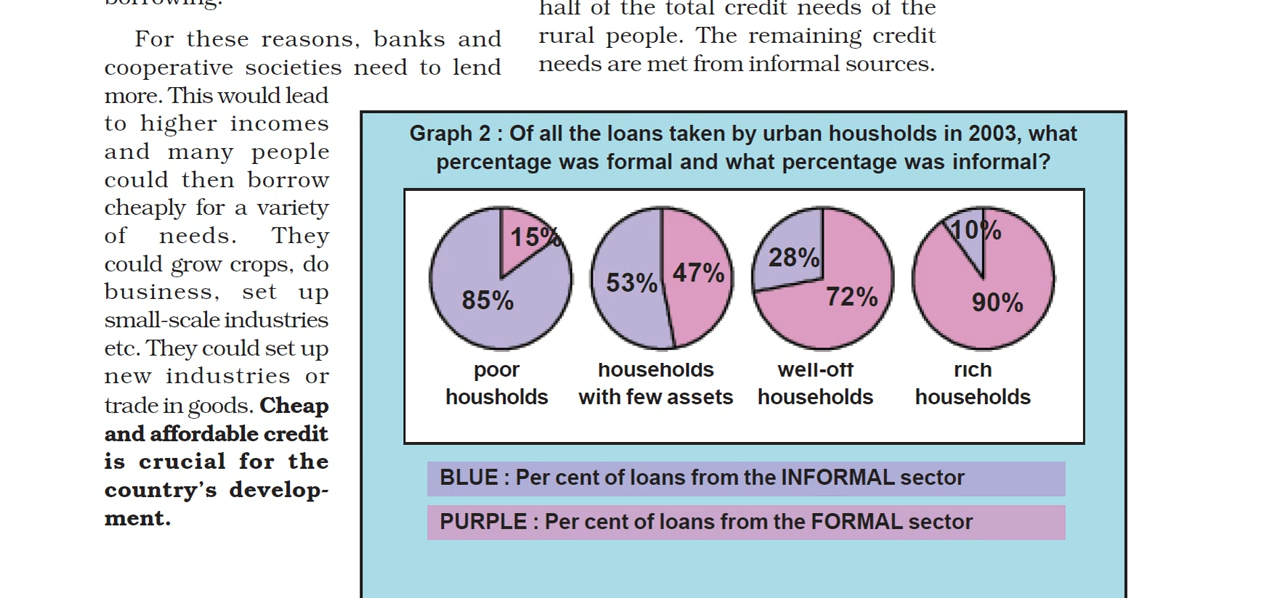 borrowing.
For these reasons, banks and
cooperative societies need to lend
more. This would lead
to higher incomes
and many people
could then borrow
cheaply for a variety
of needs. They
could grow crops, do
business, set up
small-scale industries
etc. They could set up
new industries or
trade in goods. Cheap
and affordable credit
is crucial for the
country's develop-
ment.
half of the total credit needs of the
rural people. The remaining credit
needs are met from informal sources.
Graph 2 : Of all the loans taken by urban housholds in 2003, what
percentage was formal and what percentage was informal?
15%
85%
53%
47%
28%
72%
10%
90%
poor
housholds
households
with few assets
well-off
households
rich
households
BLUE : Per cent of loans from the INFORMAL sector
PURPLE : Per cent of loans from the FORMAL sector